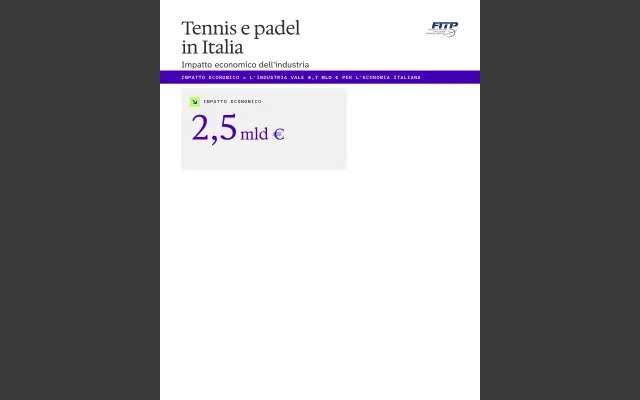 Tennis e padel
in Italia
FITP
Impatto economico dell'industria
IMPATTO ECONOMICO = L'INDUSTRIA VALE 8,7 MLD € PER L'ECONOMIA ITALIANA
IMPATTO ECONOMICO
2,5 mld €